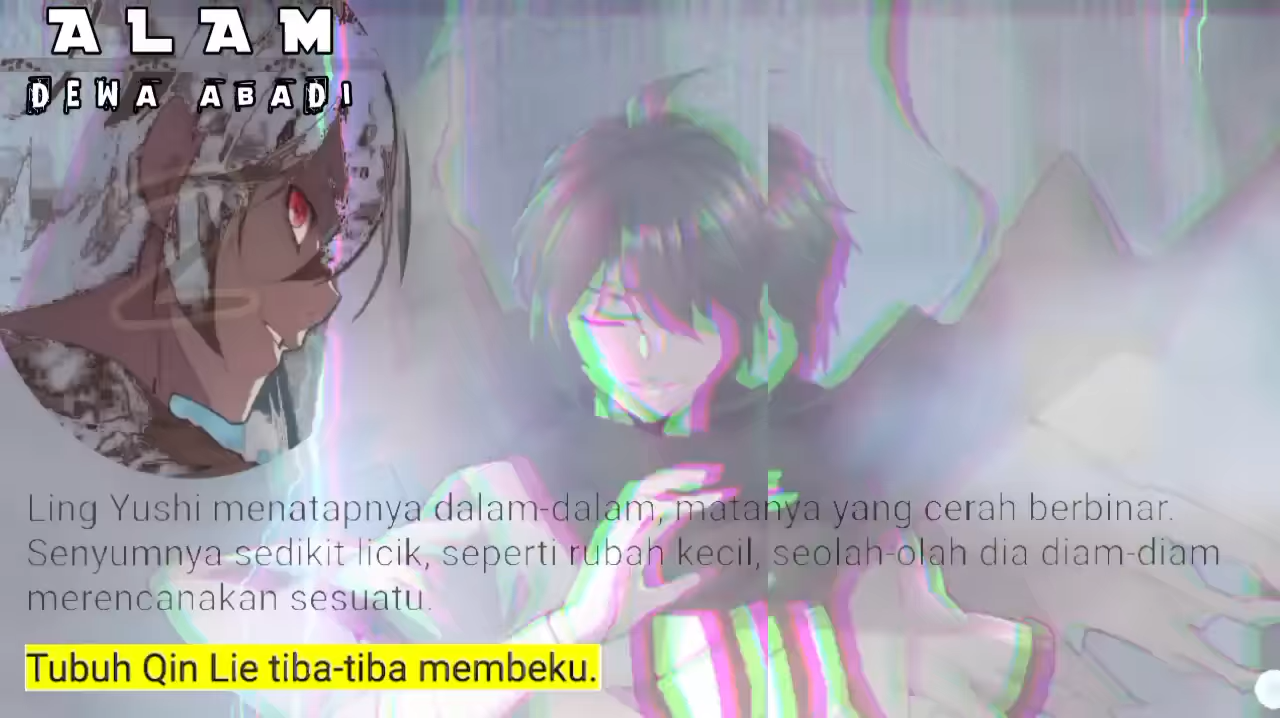 ALAM
DEWA ABADI
Ling Yushi menatapnya dalam-dalam, matanya yang cerah berbinar.
Senyumnya sedikit licik, seperti rubah kecil, seolah-olah dia diam-diam
merencanakan sesuatu.
Tubuh Qin Lie tiba-tiba membeku.